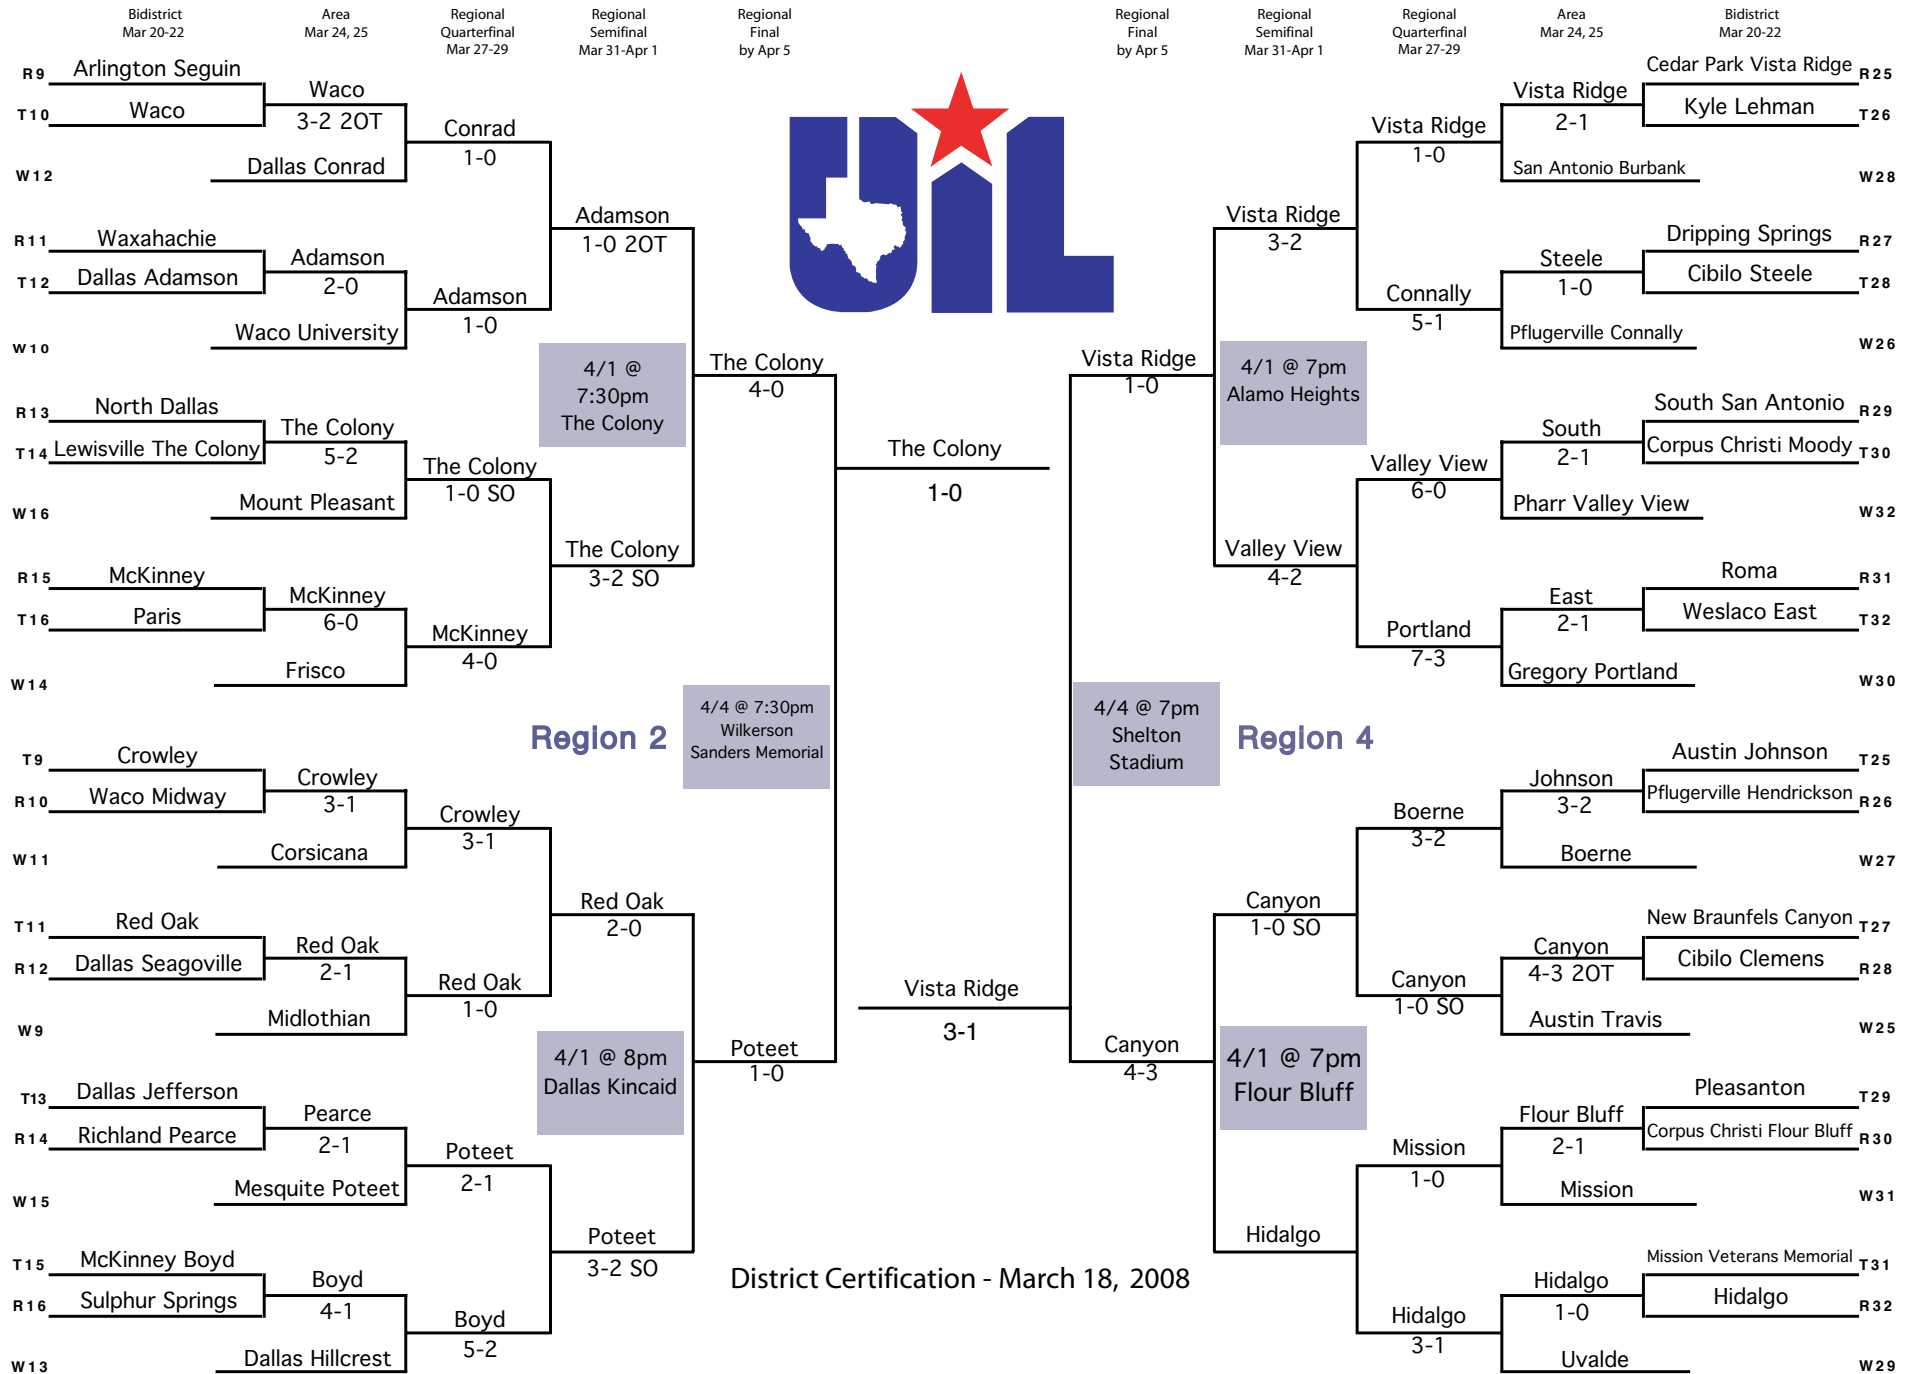 Bidistrict
Mar 20-22
Area
Mar 24, 25
Regional
Quarterfinal
Mar 27-29
Regional
Semifinal
Mar 31-Apr 1
Regional
Final
by Apr 5
Regional
Final
by Apr 5
Regional
Semifinal
Mar 31-Apr 1
Regional
Quarterfinal
Mar 27-29
Area
Mar 24, 25
Bidistrict
Mar 20-22
R9 Arlington Seguin
T10 Waco
W12 Dallas Conrad
R11 Waxahachie
T12 Dallas Adamson
W10 Waco University
R13 North Dallas
T14 Lewisville The Colony
W16 Mount Pleasant
R15 McKinney
T16 Paris
W14 Frisco
T9 Crowley
R10 Waco Midway
W11 Corsicana
T11 Red Oak
R12 Dallas Seagoville
W9 Midlothian
T13 Dallas Jefferson
R14 Richland Pearce
W15 Mesquite Poteet
T15 McKinney Boyd
R16 Sulphur Springs
W13 Dallas Hillcrest
Waco
3-2 2OT
Adamson
2-0
The Colony
5-2
McKinney
6-0
Crowley
3-1
Red Oak
2-1
Pearce
2-1
Boyd
4-1
Conrad
1-0
Adamson
1-0
The Colony
1-0 SO
McKinney
4-0
Crowley
3-1
Red Oak
1-0
Poteet
2-1
Boyd
5-2
Adamson
1-0 2OT
4/1 @
7:30pm
The Colony
The Colony
3-2 SO
Region 2
Red Oak
2-0
4/1 @ 8pm
Dallas Kincaid
Poteet
3-2 SO
The Colony
4-0
4/4 @ 7:30pm
Wilkerson
Sanders Memorial
Poteet
1-0
UIL
The Colony
1-0
Vista Ridge
3-1
District Certification - March 18, 2008
Vista Ridge
1-0
4/4 @ 7pm
Shelton
Stadium
Canyon
4-3
Vista Ridge
3-2
4/1 @ 7pm
Alamo Heights
Valley View
4-2
Region 4
Canyon
1-0 SO
4/1 @ 7pm
Flour Bluff
Hidalgo
Vista Ridge
1-0
Connally
5-1
Valley View
6-0
Portland
7-3
Boerne
3-2
Canyon
1-0 SO
Mission
1-0
Hidalgo
3-1
Vista Ridge
2-1
Steele
1-0
South
2-1
East
2-1
Johnson
3-2
Canyon
4-3 2OT
Flour Bluff
2-1
Hidalgo
1-0
Cedar Park Vista Ridge R25
Kyle Lehman T26
San Antonio Burbank W28
Dripping Springs R27
Cibilo Steele T28
Pflugerville Connally W26
South San Antonio R29
Corpus Christi Moody T30
Pharr Valley View W32
Roma R31
Weslaco East T32
Gregory Portland W30
Austin Johnson T25
Pflugerville Hendrickson R26
Boerne W27
New Braunfels Canyon T27
Cibilo Clemens R28
Austin Travis W25
Pleasanton T29
Corpus Christi Flour Bluff R30
Mission W31
Mission Veterans Memorial T31
Hidalgo R32
Uvalde W29